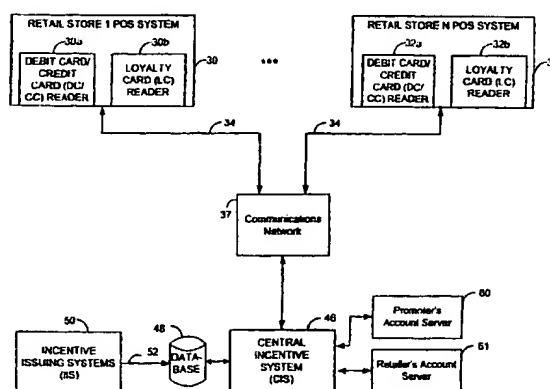 RETAIL STORE 1 POS SYSTEM
30a
30b
DEBIT CARD/
CREDIT
CARD (DC/
CC) READER
LOYALTY
CARD (LC)
READER
30
...
RETAIL STORE N POS SYSTEM
32a
32b
DEBIT CARD/
CREDIT
CARD (DC/
CC) READER
LOYALTY
CARD (LC)
READER
34
34
37
Communications
Network
50
INCENTIVE
ISSUING SYSTEMS (IIS)
52
48
DATA-
BASE
46
CENTRAL
INCENTIVE
SYSTEM
(CIS)
60
Promoter's
Account Server
61
Retailer's
Account Server